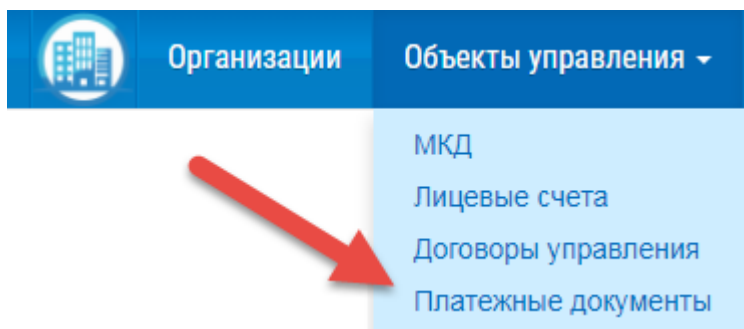 Организации Объекты управления
МКД
Лицевые счета
Договоры управления
Платежные документы